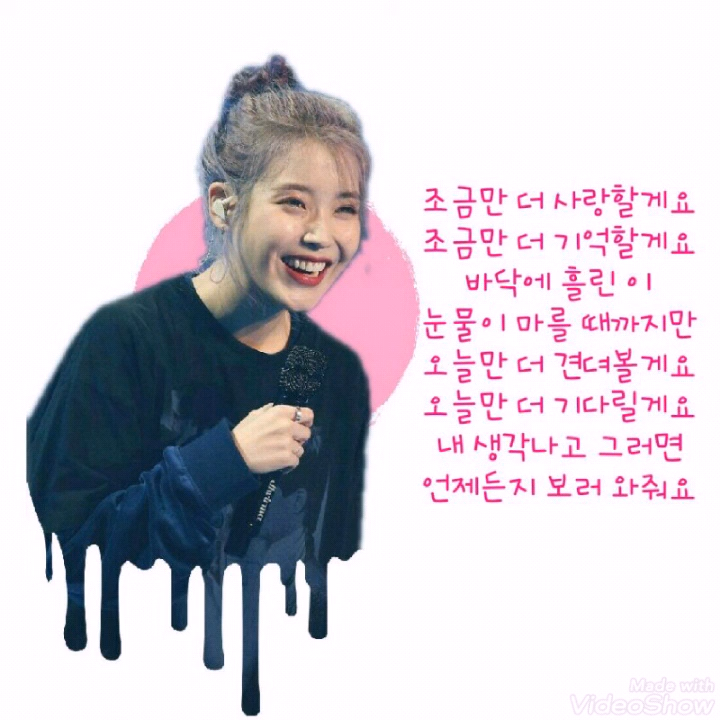 조금만 더 사랑할게요
조금만 더 기억할게요
바닥에 흘린 이
눈물이 마를 때까지만
오늘만 더 견뎌볼게요
오늘만 더 기다릴게요
내 생각나고 그러면
언제든지 보러 와줘요
Made with
VideoShow